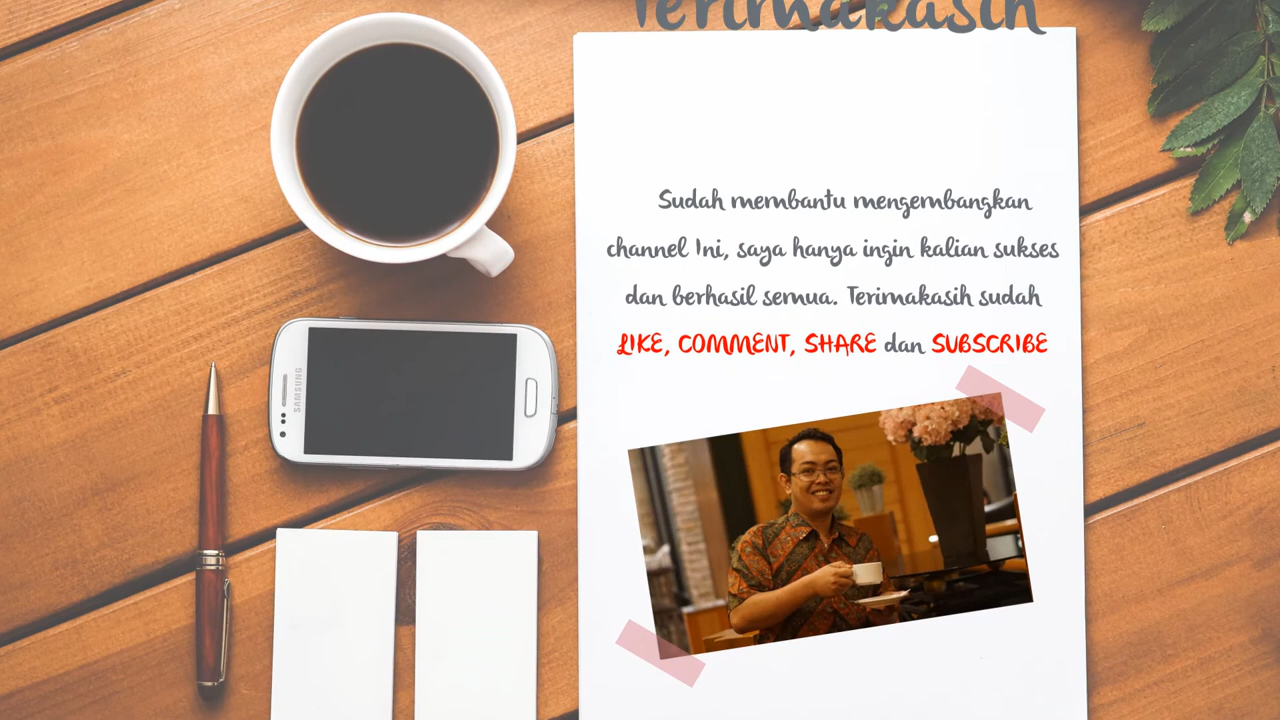 Terimakasih
Sudah membantu mengembangkan
channel Ini, saya hanya ingin kalian sukses
dan berhasil semua. Terimakasih sudah
LIKE, COMMENT, SHARE dan SUBSCRIBE
SAMSUNG